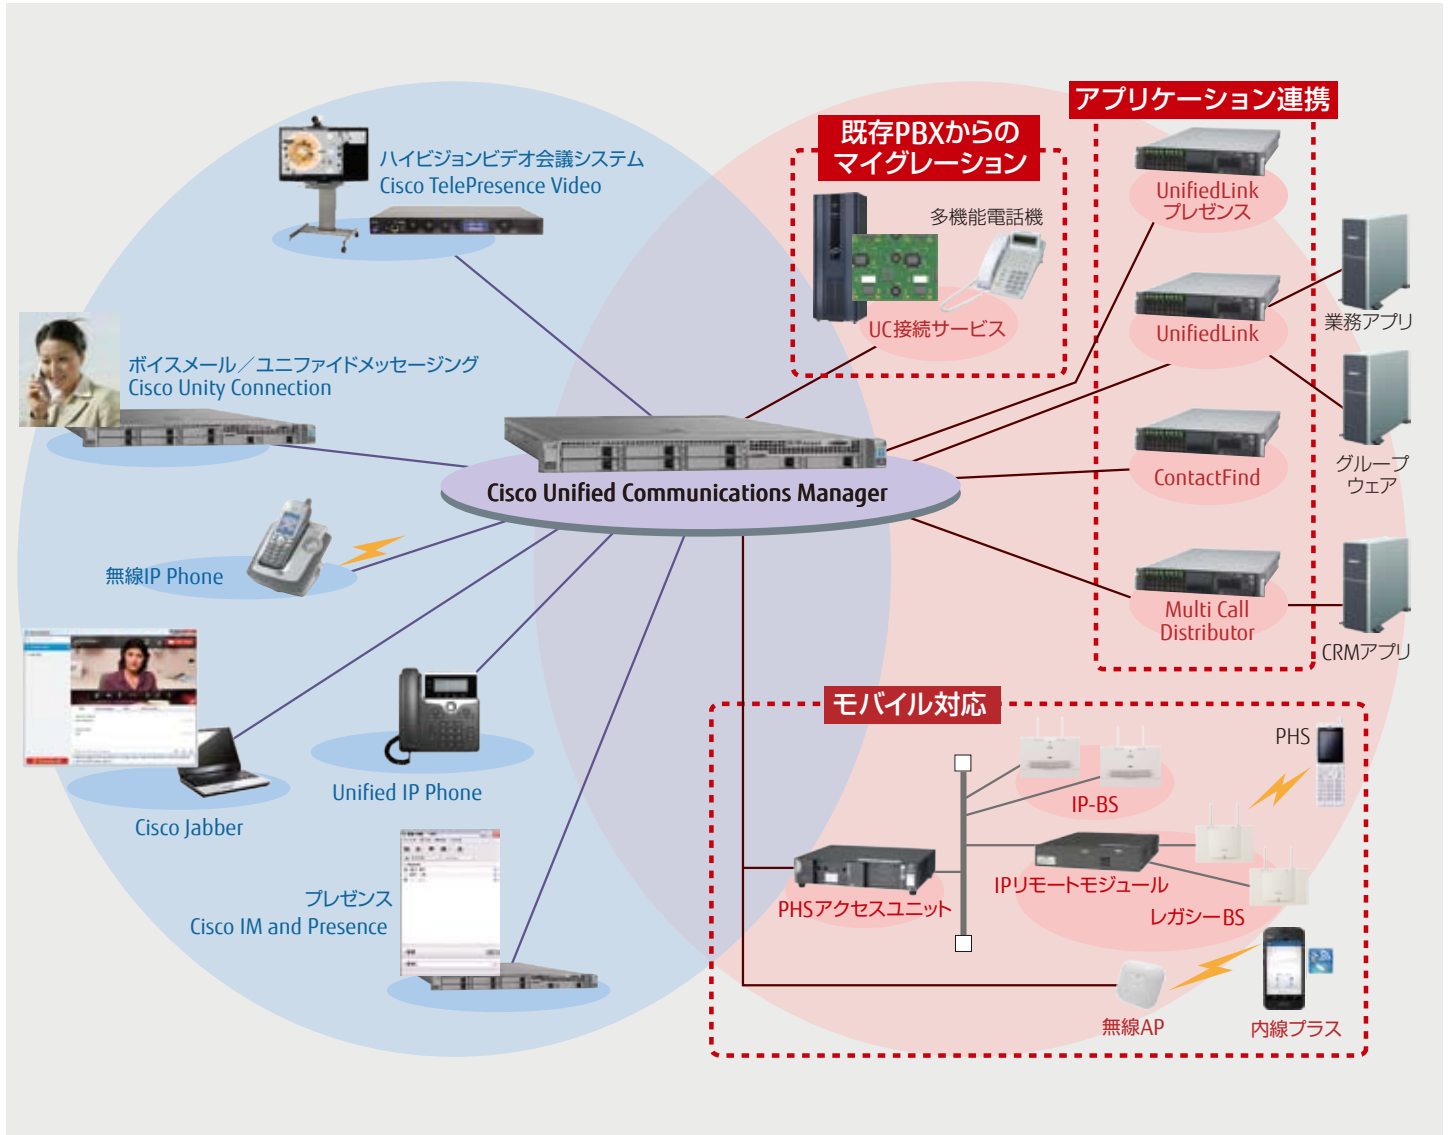 ハイビジョンビデオ会議システム
Cisco TelePresence Video
ボイスメール／ユニファイドメッセージング
Cisco Unity Connection
無線IP Phone
Cisco Jabber
Unified IP Phone
プレゼンス
Cisco IM and Presence
Cisco Unified Communications Manager
既存PBXからの
マイグレーション
多機能電話機
UC接続サービス
アプリケーション連携
UnifiedLink
プレゼンス
UnifiedLink
ContactFind
Multi Call
Distributor
業務アプリ
グループ
ウェア
CRMアプリ
モバイル対応
IP-BS
PHS
IPリモートモジュール
レガシーBS
PHSアクセスユニット
無線AP
内線プラス